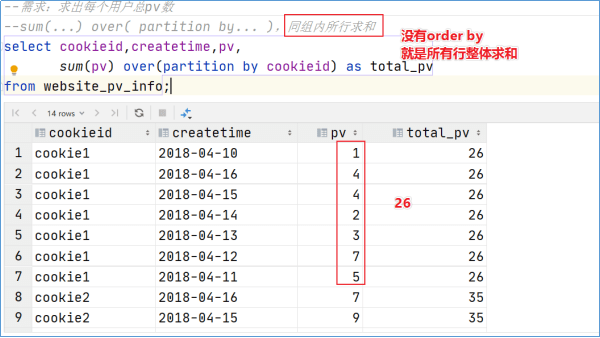 --需求：求出每个用户总pv数
--sum(...) over( partition by... )，同组内所行求和
select cookieid,createtime,pv,
sum(pv) over(partition by cookieid) as total_pv
from website_pv_info;
没有order by
就是所有行整体求和
14 rows
cookieid createtime pv total_pv
1 cookie1 2018-04-10 1 26
2 cookie1 2018-04-16 4 26
3 cookie1 2018-04-15 4 26
4 cookie1 2018-04-14 2 26
5 cookie1 2018-04-13 3 26
6 cookie1 2018-04-12 7 26
7 cookie1 2018-04-11 5 26
8 cookie2 2018-04-16 7 35
9 cookie2 2018-04-15 9 35
26